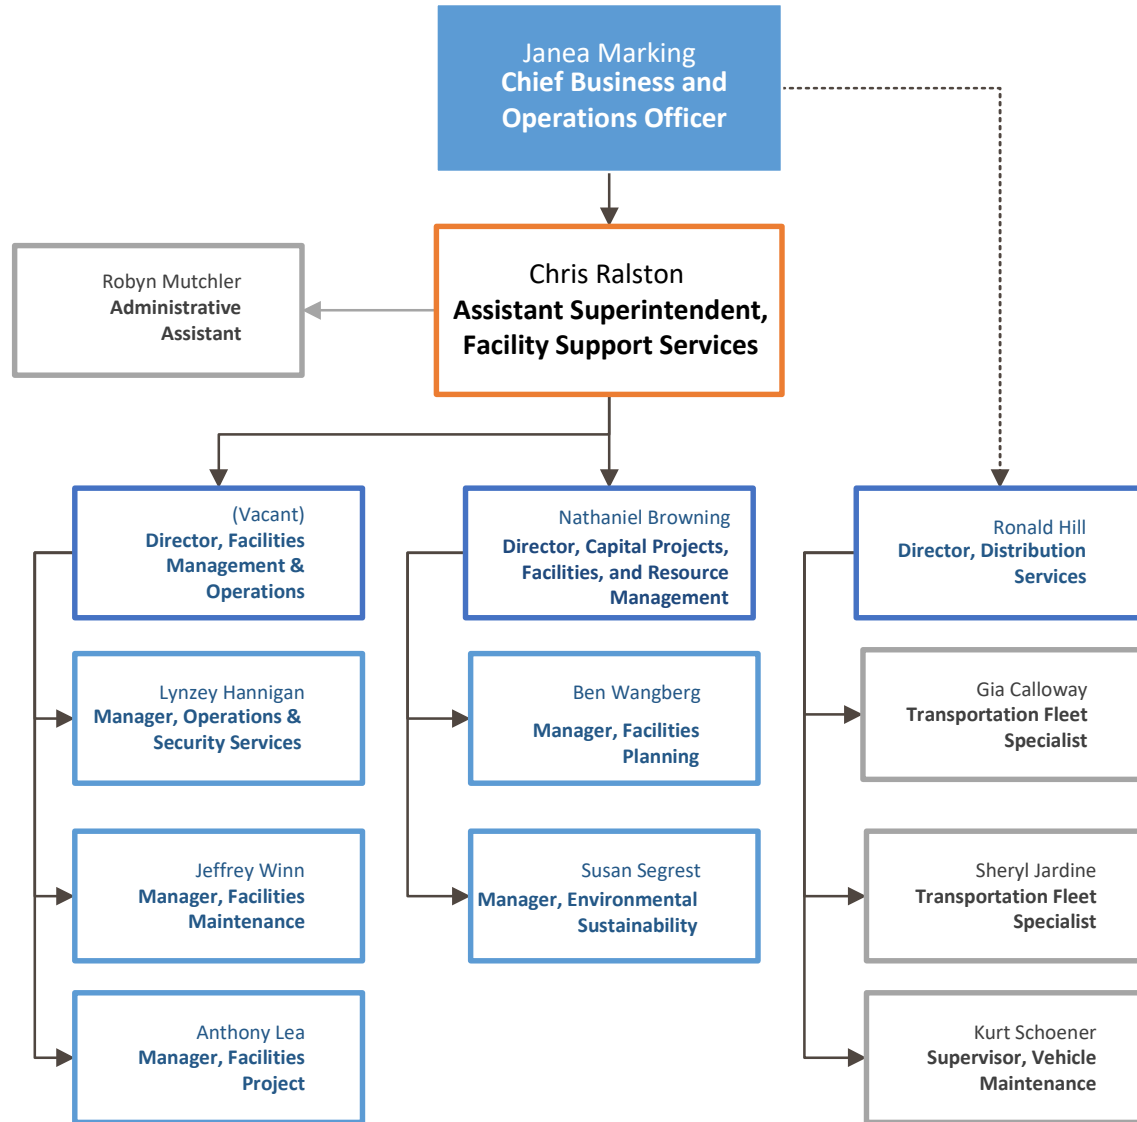 Janea Marking
Chief Business and
Operations Officer
Robyn Mutchler
Administrative
Assistant
Chris Ralston
Assistant Superintendent,
Facility Support Services
(Vacant)
Director, Facilities
Management &
Operations
Lynzey Hannigan
Manager, Operations &
Security Services
Jeffrey Winn
Manager, Facilities
Maintenance
Anthony Lea
Manager, Facilities
Project
Nathaniel Browning
Director, Capital Projects,
Facilities, and Resource
Management
Ben Wangberg
Manager, Facilities
Planning
Susan Segrest
Manager, Environmental
Sustainability
Ronald Hill
Director, Distribution
Services
Gia Calloway
Transportation Fleet
Specialist
Sheryl Jardine
Transportation Fleet
Specialist
Kurt Schoener
Supervisor, Vehicle
Maintenance